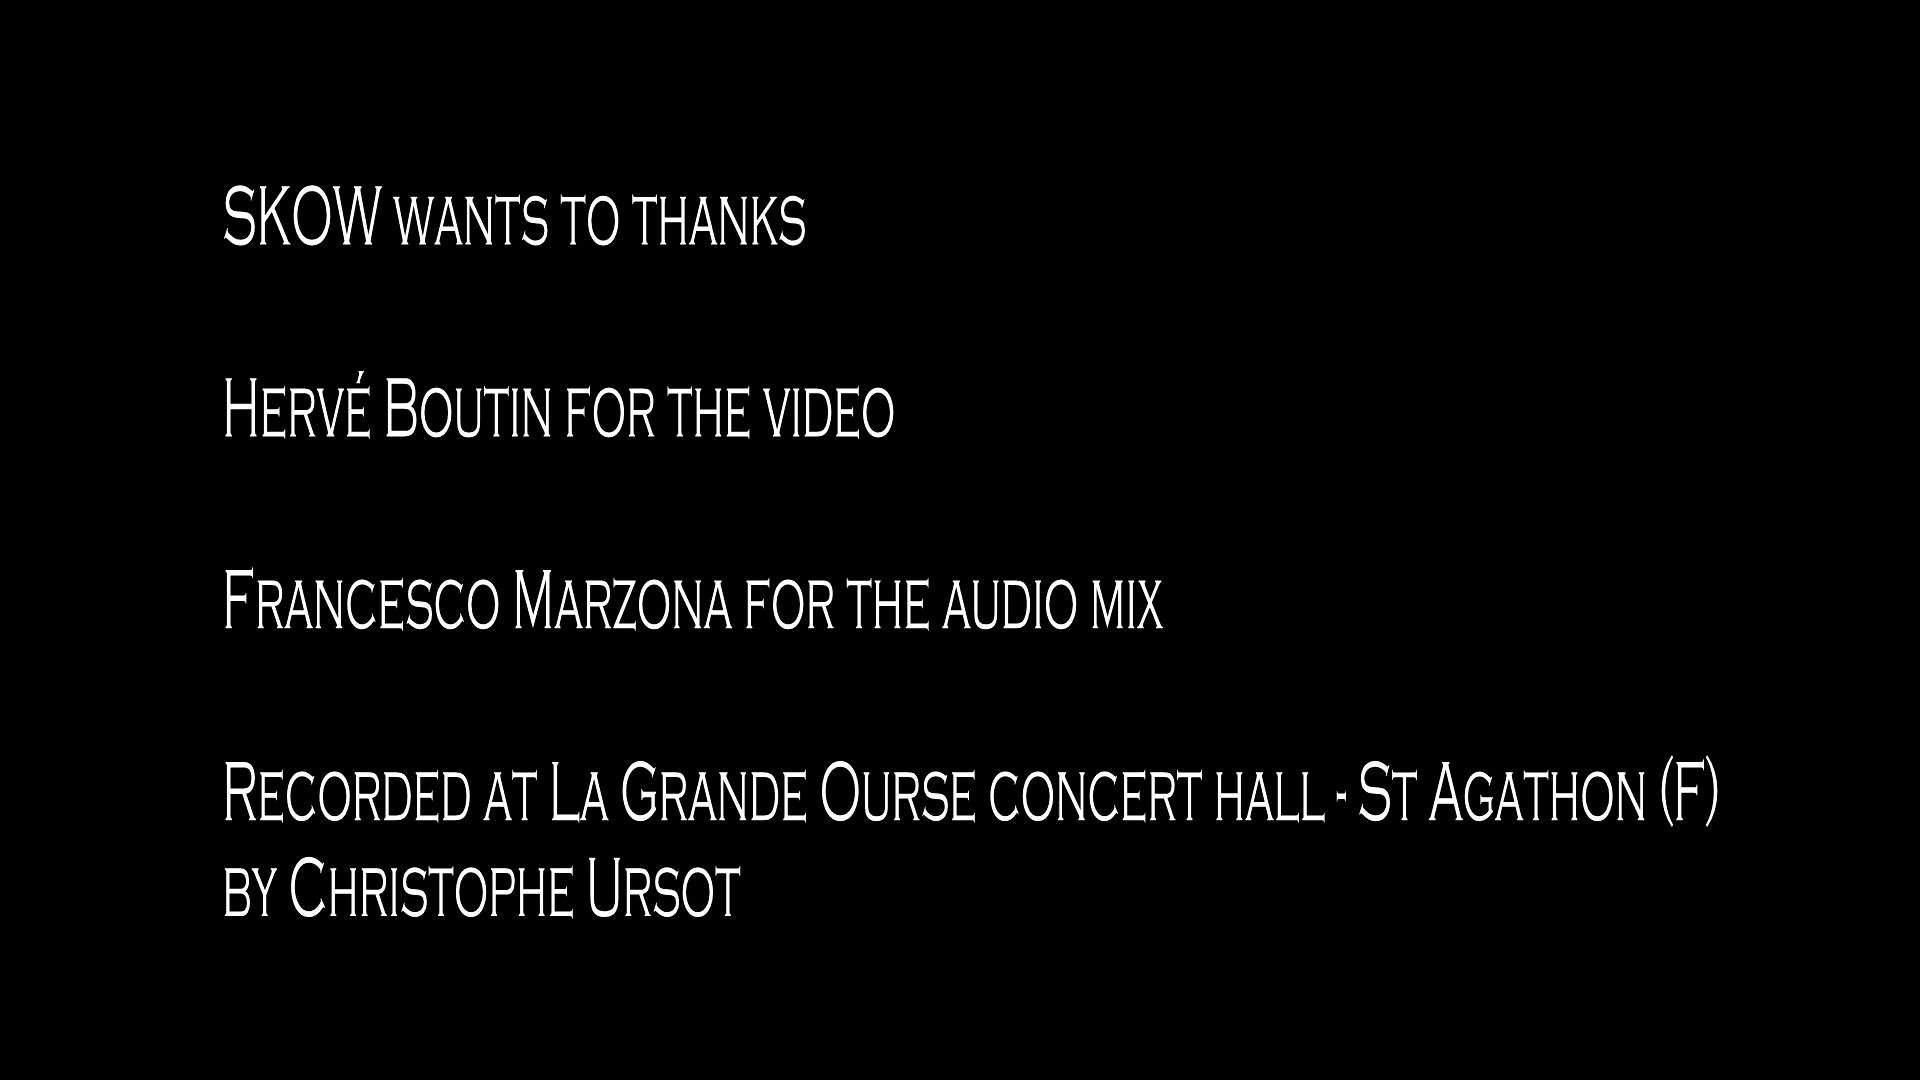 SKOW wants to thanks
Hervé Boutin for the video
Francesco Marzona for the audio mix
Recorded at La Grande Ourse concert hall - St Agathon (F)
by Christophe Ursot